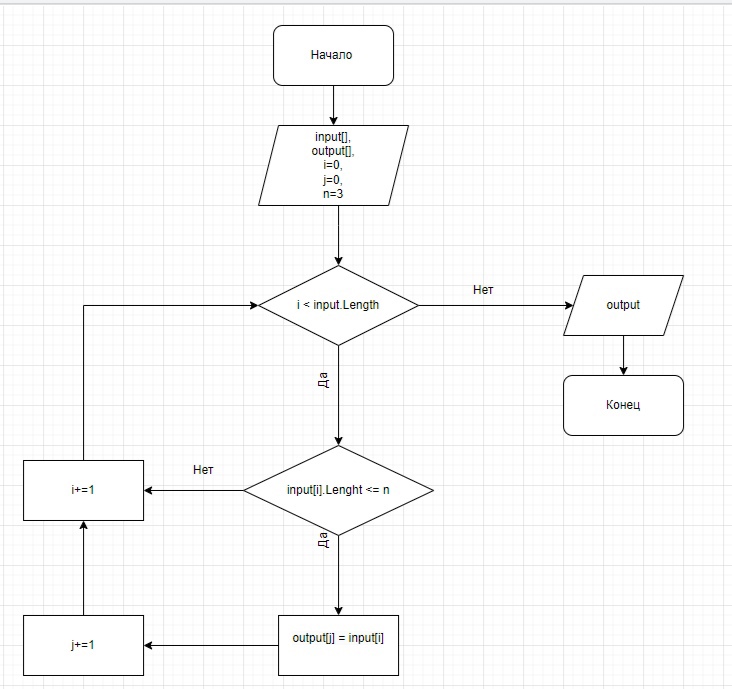 Начало
input[],
output[],
i=0,
j=0,
n=3
i < input.Length
Нет
output
Да
Конец
input[i].Lenght <= n
Нет
i+=1
Да
output[j] = input[i]
j+=1